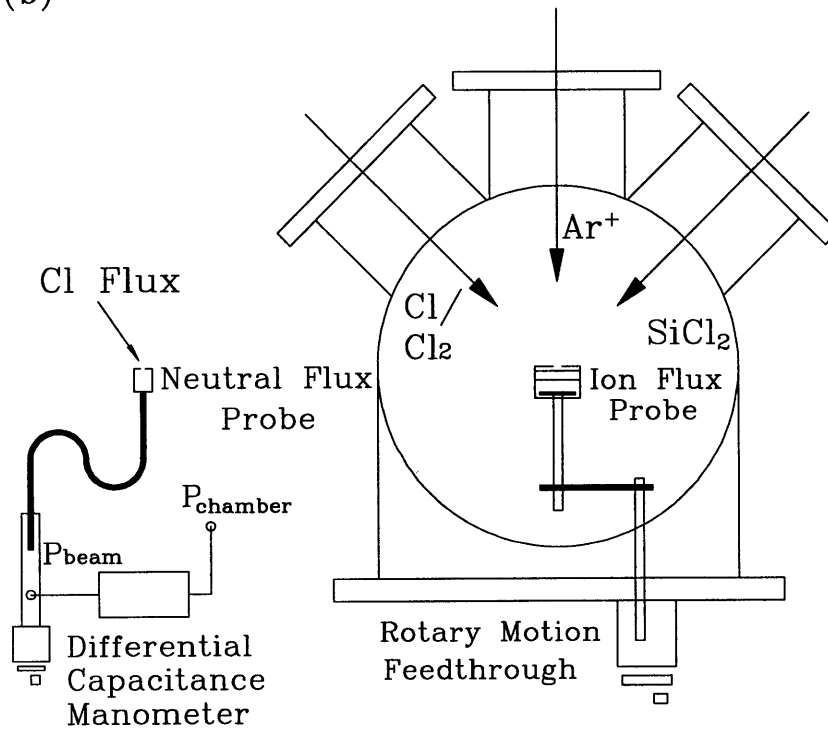 (b)
Ar+
Cl
Cl2
SiCl2
Cl Flux
Neutral Flux
Probe
Ion Flux
Probe
Pchamber
Pbeam
Differential
Capacitance
Manometer
Rotary Motion
Feedthrough